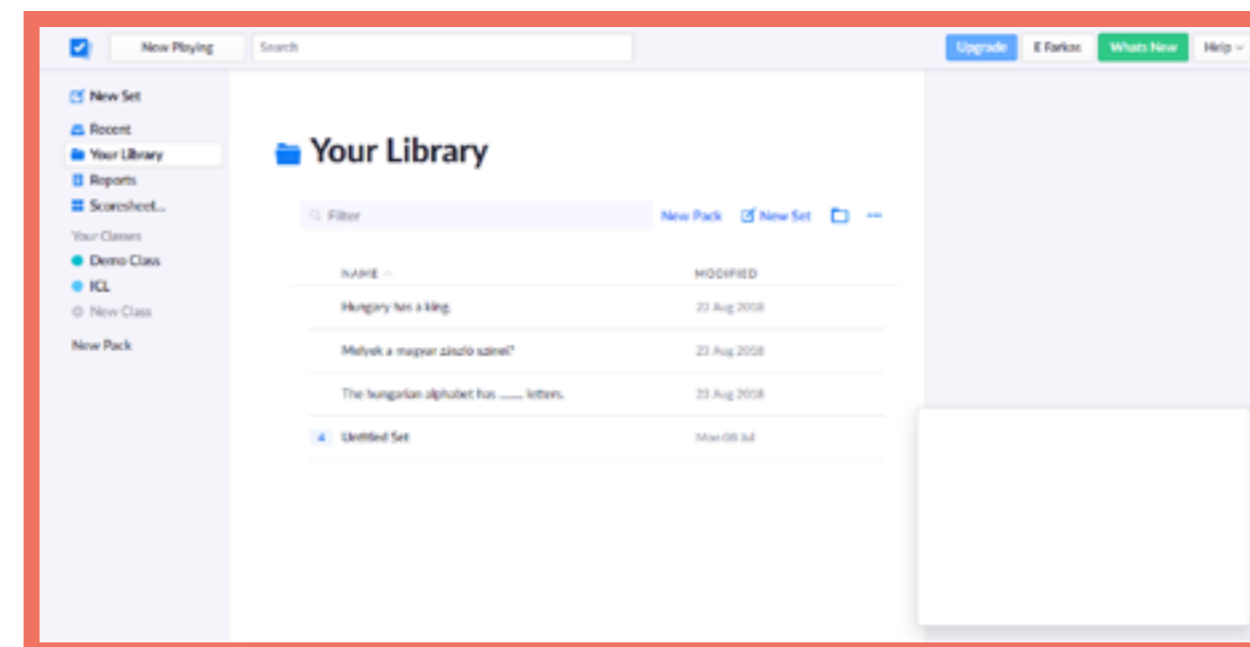 Now Playing
Search
Upgrade
E Farkas
Whats New
Help
New Set
Recent
Your Library
Reports
Scoresheet...
Your Classes
Demo Class
ICL
New Class
New Pack
Your Library
Filter
New Pack
New Set
NAME
MODIFIED
Hungary has a king.
23 Aug 2018
Melyek a magyar zászló színei?
23 Aug 2018
The hungarian alphabet has ____ letters.
23 Aug 2018
4 Untitled Set
Mon 08 Jul